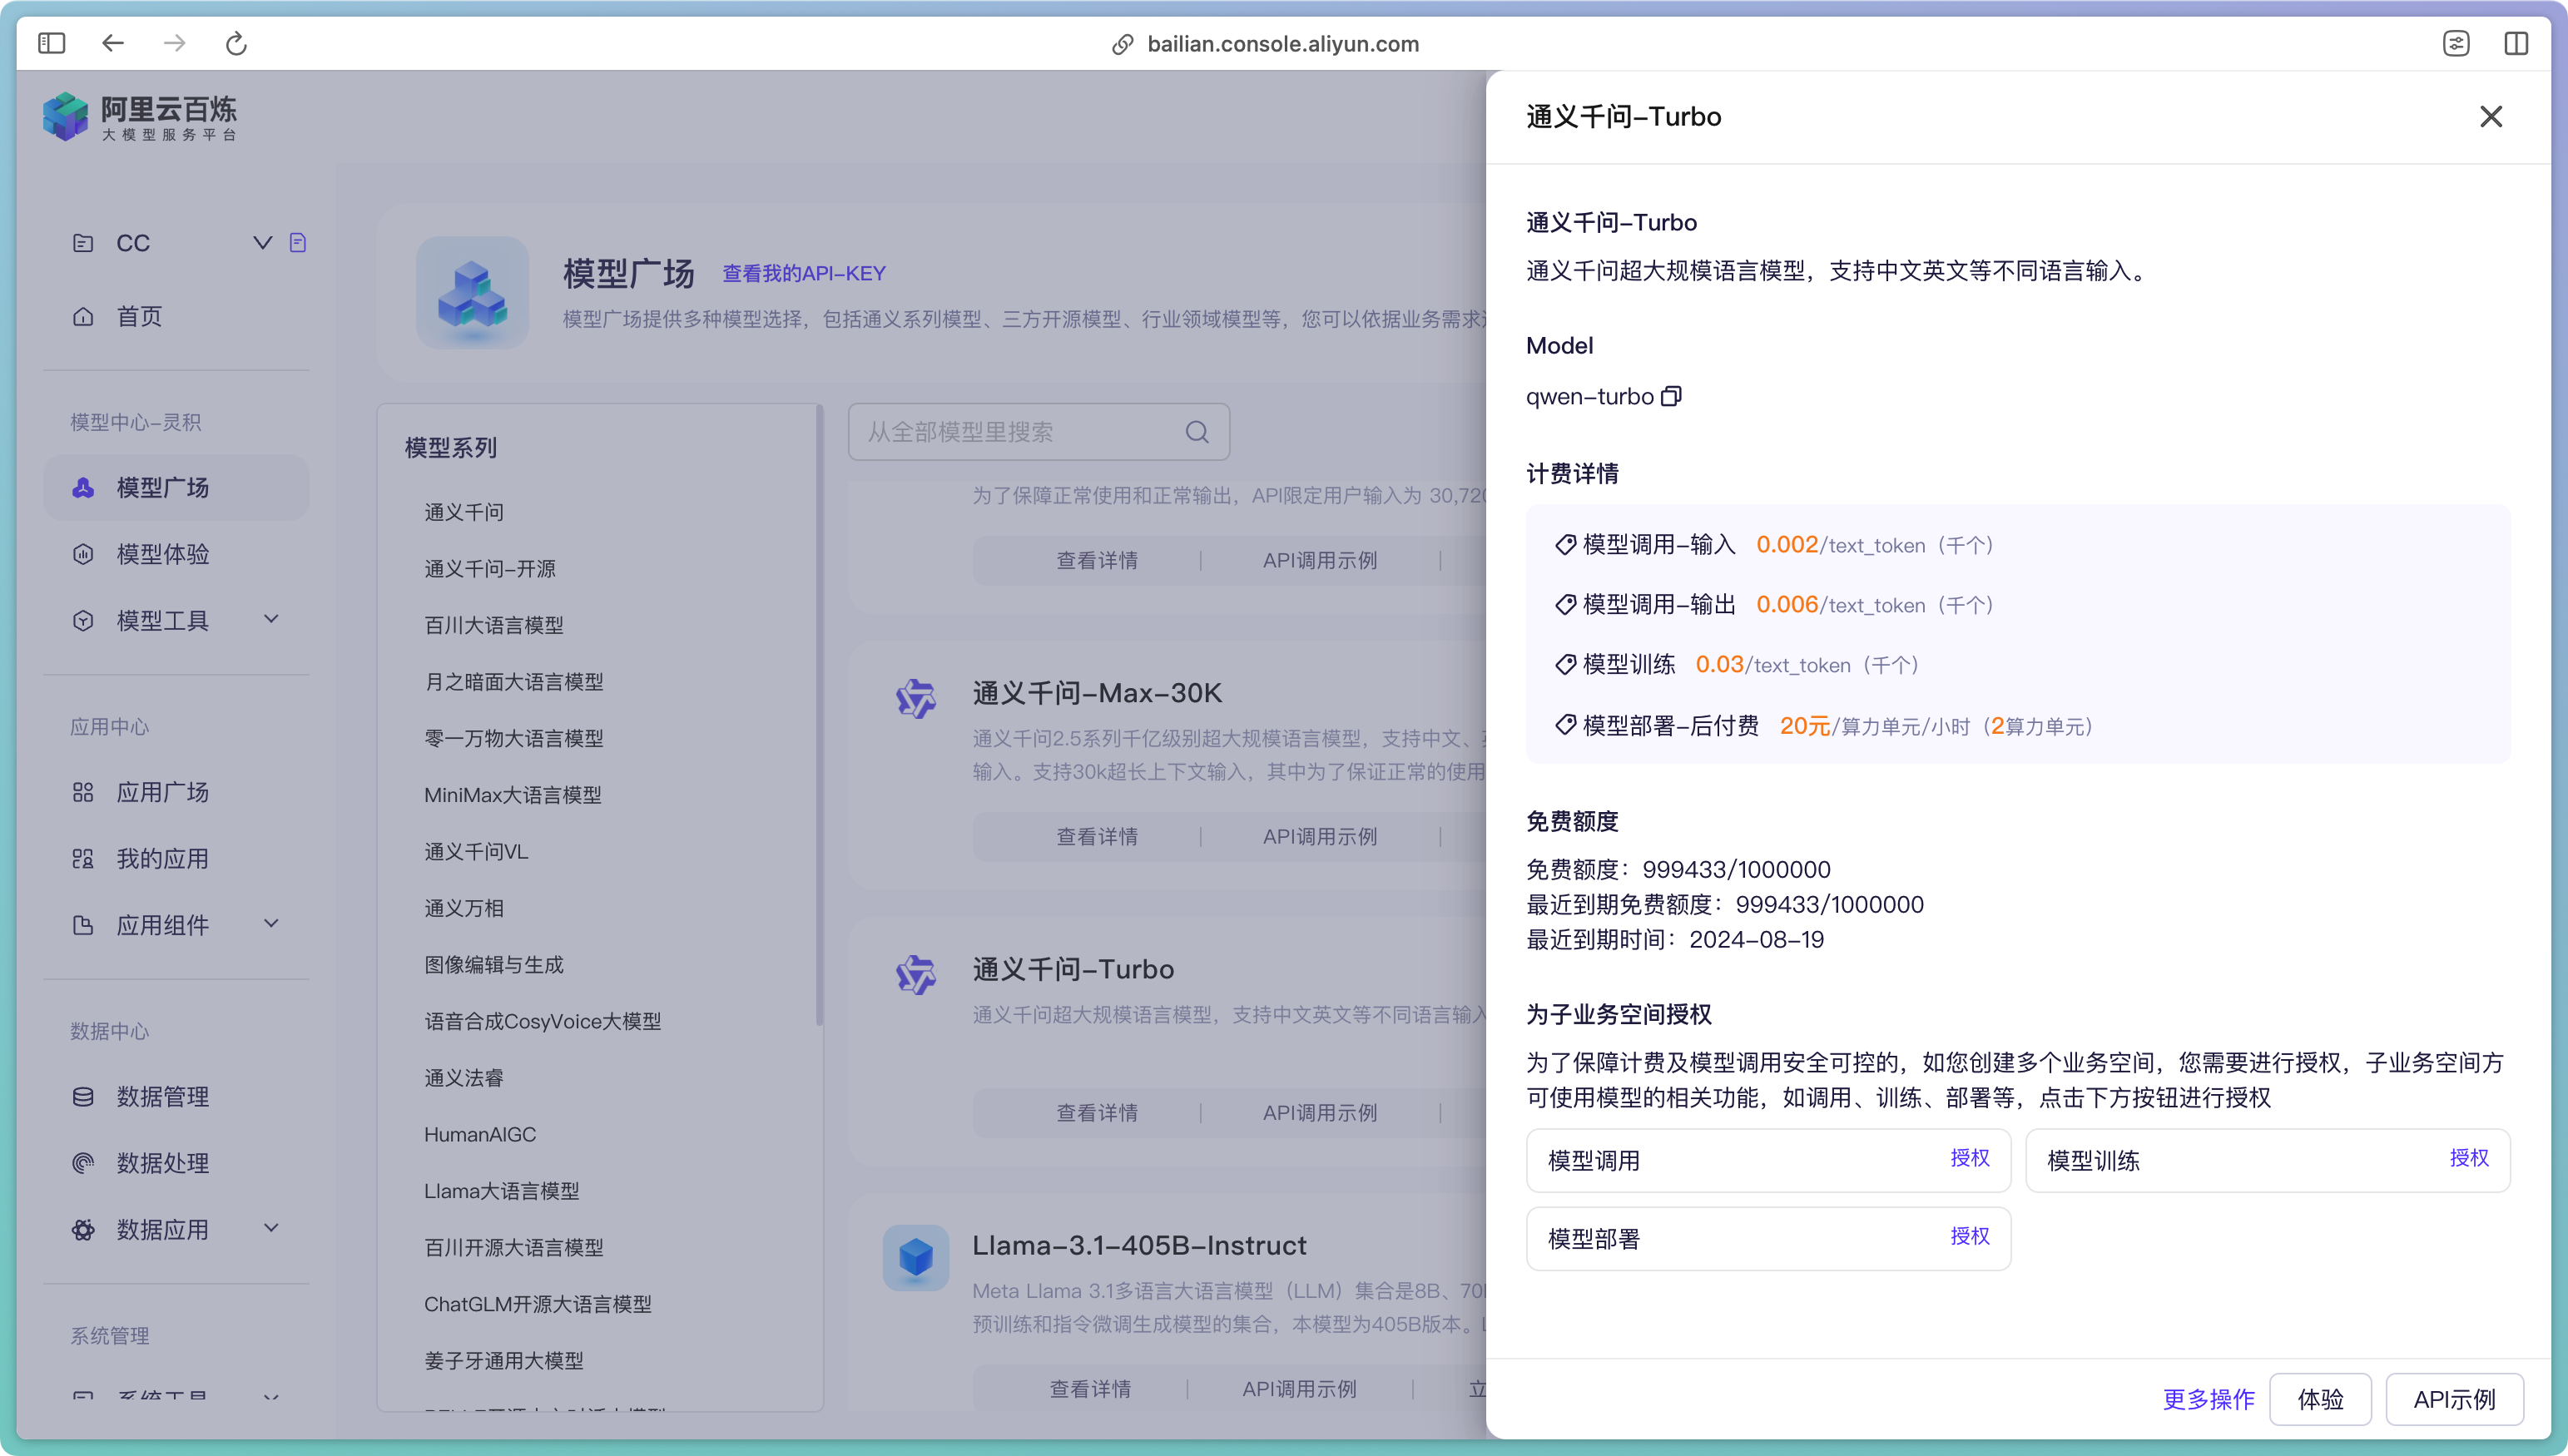 bailian.console.aliyun.com
阿里云百炼
大模型服务平台
CC
首页
模型中心-灵积
模型广场
模型体验
模型工具
应用中心
应用广场
我的应用
应用组件
数据中心
数据管理
数据处理
数据应用
系统管理
系统工具
模型广场 查看我的API-KEY
模型广场提供多种模型选择，包括通义系列模型、三方开源模型、行业领域模型等，您可以依据业务需求
模型系列
通义千问
通义千问-开源
百川大语言模型
月之暗面大语言模型
零一万物大语言模型
MiniMax大语言模型
通义千问VL
通义万相
图像编辑与生成
语音合成CosyVoice大模型
通义法睿
HumanAIGC
Llama大语言模型
百川开源大语言模型
ChatGLM开源大语言模型
姜子牙通用大模型
从全部模型里搜索
为了保障正常使用和正常输出，API限定用户输入为 30,720
查看详情 API调用示例
通义千问-Max-30K
通义千问2.5系列千亿级别超大规模语言模型，支持中文、
输入。支持30k超长上下文输入，其中为了保证正常的使用
查看详情 API调用示例
通义千问-Turbo
通义千问超大规模语言模型，支持中文英文等不同语言输入
查看详情 API调用示例
Llama-3.1-405B-Instruct
Meta Llama 3.1多语言大语言模型（LLM）集合是8B、70
预训练和指令微调生成模型的集合，本模型为405B版本。
查看详情 API调用示例 立
通义千问-Turbo
通义千问-Turbo
通义千问超大规模语言模型，支持中文英文等不同语言输入。
Model
qwen-turbo
计费详情
模型调用-输入 0.002/text_token（千个）
模型调用-输出 0.006/text_token（千个）
模型训练 0.03/text_token（千个）
模型部署-后付费 20元/算力单元/小时（2算力单元）
免费额度
免费额度：999433/1000000
最近到期免费额度：999433/1000000
最近到期时间：2024-08-19
为子业务空间授权
为了保障计费及模型调用安全可控的，如您创建多个业务空间，您需要进行授权，子业务空间方
可使用模型的相关功能，如调用、训练、部署等，点击下方按钮进行授权
模型调用 授权
模型训练 授权
模型部署 授权
更多操作 体验 API示例